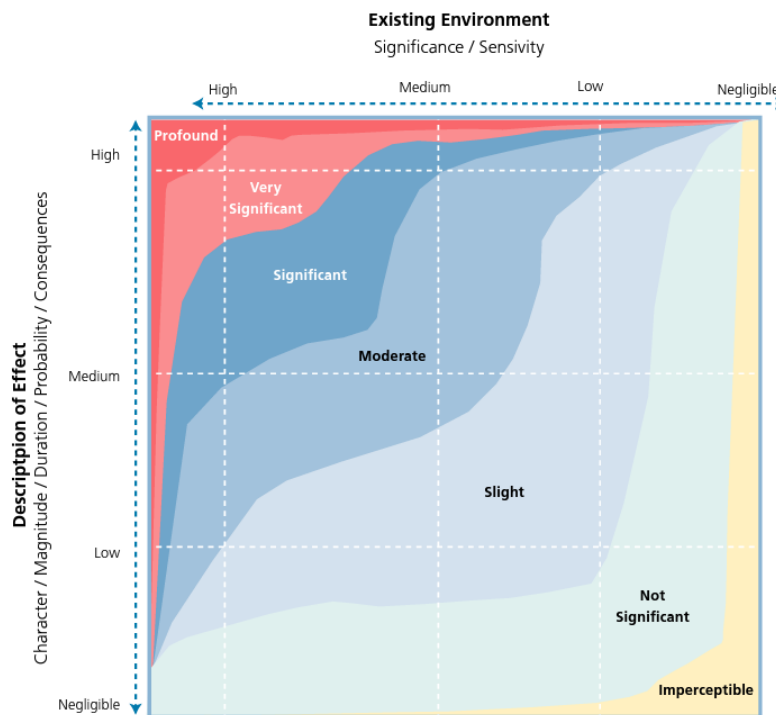 Existing Environment
Significance / Sensivity
High
Medium
Low
Negligible
Descriptpion of Effect
Character / Magnitude / Duration / Probability / Consequences
High
Medium
Low
Negligible
Profound
Very
Significant
Significant
Moderate
Slight
Not
Significant
Imperceptible